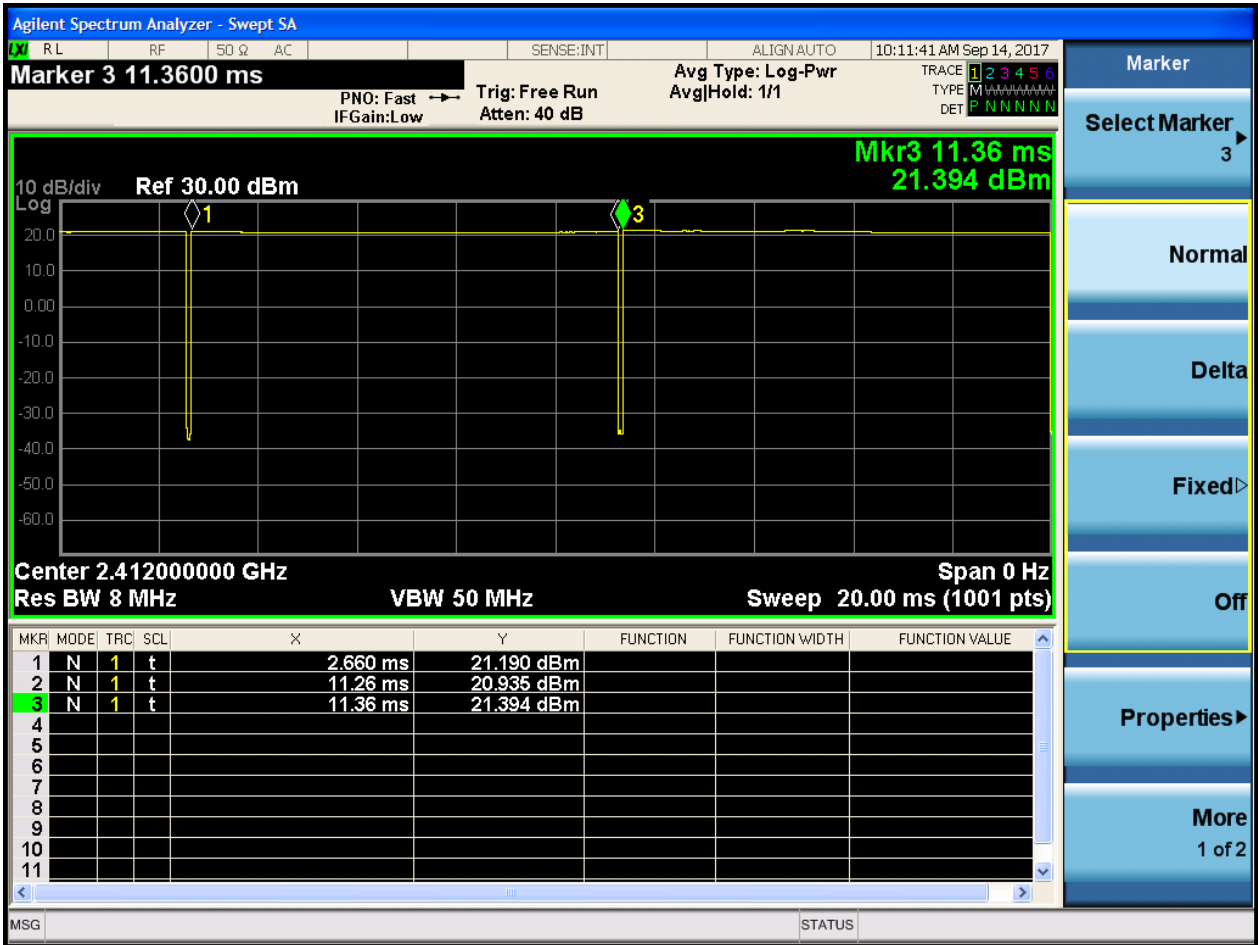 Agilent Spectrum Analyzer - Swept SA
LXI RL RF 50 Ω AC SENSE:INT ALIGN AUTO 10:11:41 AM Sep 14, 2017
Marker 3 11.3600 ms
PNO: Fast
IFGain:Low
Trig: Free Run
Atten: 40 dB
Avg Type: Log-Pwr
Avg|Hold: 1/1
TRACE 1 2 3 4 5 6
TYPE M WWWWW
DET P N N N N N
Mkr3 11.36 ms
21.394 dBm
10 dB/div Ref 30.00 dBm
Log
1
3
20.0
10.0
0.00
-10.0
-20.0
-30.0
-40.0
-50.0
-60.0
Center 2.412000000 GHz Span 0 Hz
Res BW 8 MHz VBW 50 MHz Sweep 20.00 ms (1001 pts)
MKR MODE TRC SCL X Y FUNCTION FUNCTION WIDTH FUNCTION VALUE
1 N 1 t 2.660 ms 21.190 dBm
2 N 1 t 11.26 ms 20.935 dBm
3 N 1 t 11.36 ms 21.394 dBm
4
5
6
7
8
9
10
11
MSG STATUS
Marker
Select Marker
3
Normal
Delta
Fixed
Off
Properties
More
1 of 2